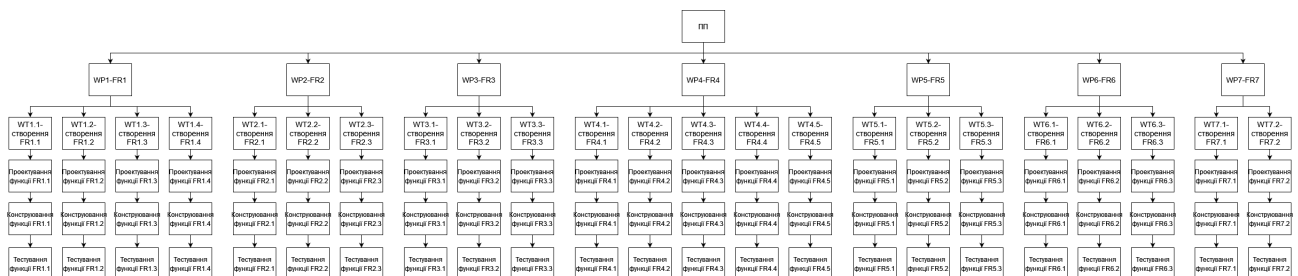 ПП
WP1-FR1
WP2-FR2
WP3-FR3
WP4-FR4
WP5-FR5
WP6-FR6
WP7-FR7
WT1.1-
створення
FR1.1
WT1.2-
створення
FR1.2
WT1.3-
створення
FR1.3
WT1.4-
створення
FR1.4
WT2.1-
створення
FR2.1
WT2.2-
створення
FR2.2
WT2.3-
створення
FR2.3
WT3.1-
створення
FR3.1
WT3.2-
створення
FR3.2
WT3.3-
створення
FR3.3
WT4.1-
створення
FR4.1
WT4.2-
створення
FR4.2
WT4.3-
створення
FR4.3
WT4.4-
створення
FR4.4
WT4.5-
створення
FR4.5
WT5.1-
створення
FR5.1
WT5.2-
створення
FR5.2
WT5.3-
створення
FR5.3
WT6.1-
створення
FR6.1
WT6.2-
створення
FR6.2
WT6.3-
створення
FR6.3
WT7.1-
створення
FR7.1
WT7.2-
створення
FR7.2
Проектування
функції FR1.1
Проектування
функції FR1.2
Проектування
функції FR1.3
Проектування
функції FR1.4
Проектування
функції FR2.1
Проектування
функції FR2.2
Проектування
функції FR2.3
Проектування
функції FR3.1
Проектування
функції FR3.2
Проектування
функції FR3.3
Проектування
функції FR4.1
Проектування
функції FR4.2
Проектування
функції FR4.3
Проектування
функції FR4.4
Проектування
функції FR4.5
Проектування
функції FR5.1
Проектування
функції FR5.2
Проектування
функції FR5.3
Проектування
функції FR6.1
Проектування
функції FR6.2
Проектування
функції FR6.3
Проектування
функції FR7.1
Проектування
функції FR7.2
Конструювання
функції FR1.1
Конструювання
функції FR1.2
Конструювання
функції FR1.3
Конструювання
функції FR1.4
Конструювання
функції FR2.1
Конструювання
функції FR2.2
Конструювання
функції FR2.3
Конструювання
функції FR3.1
Конструювання
функції FR3.2
Конструювання
функції FR3.3
Конструювання
функції FR4.1
Конструювання
функції FR4.2
Конструювання
функції FR4.3
Конструювання
функції FR4.4
Конструювання
функції FR4.5
Конструювання
функції FR5.1
Конструювання
функції FR5.2
Конструювання
функції FR5.3
Конструювання
функції FR6.1
Конструювання
функції FR6.2
Конструювання
функції FR6.3
Конструювання
функції FR7.1
Конструювання
функції FR7.2
Тестування
функції FR1.1
Тестування
функції FR1.2
Тестування
функції FR1.3
Тестування
функції FR1.4
Тестування
функції FR2.1
Тестування
функції FR2.2
Тестування
функції FR2.3
Тестування
функції FR3.1
Тестування
функції FR3.2
Тестування
функції FR3.3
Тестування
функції FR4.1
Тестування
функції FR4.2
Тестування
функції FR4.3
Тестування
функції FR4.4
Тестування
функції FR4.5
Тестування
функції FR5.1
Тестування
функції FR5.2
Тестування
функції FR5.3
Тестування
функції FR6.1
Тестування
функції FR6.2
Тестування
функції FR6.3
Тестування
функції FR7.1
Тестування
функції FR7.2